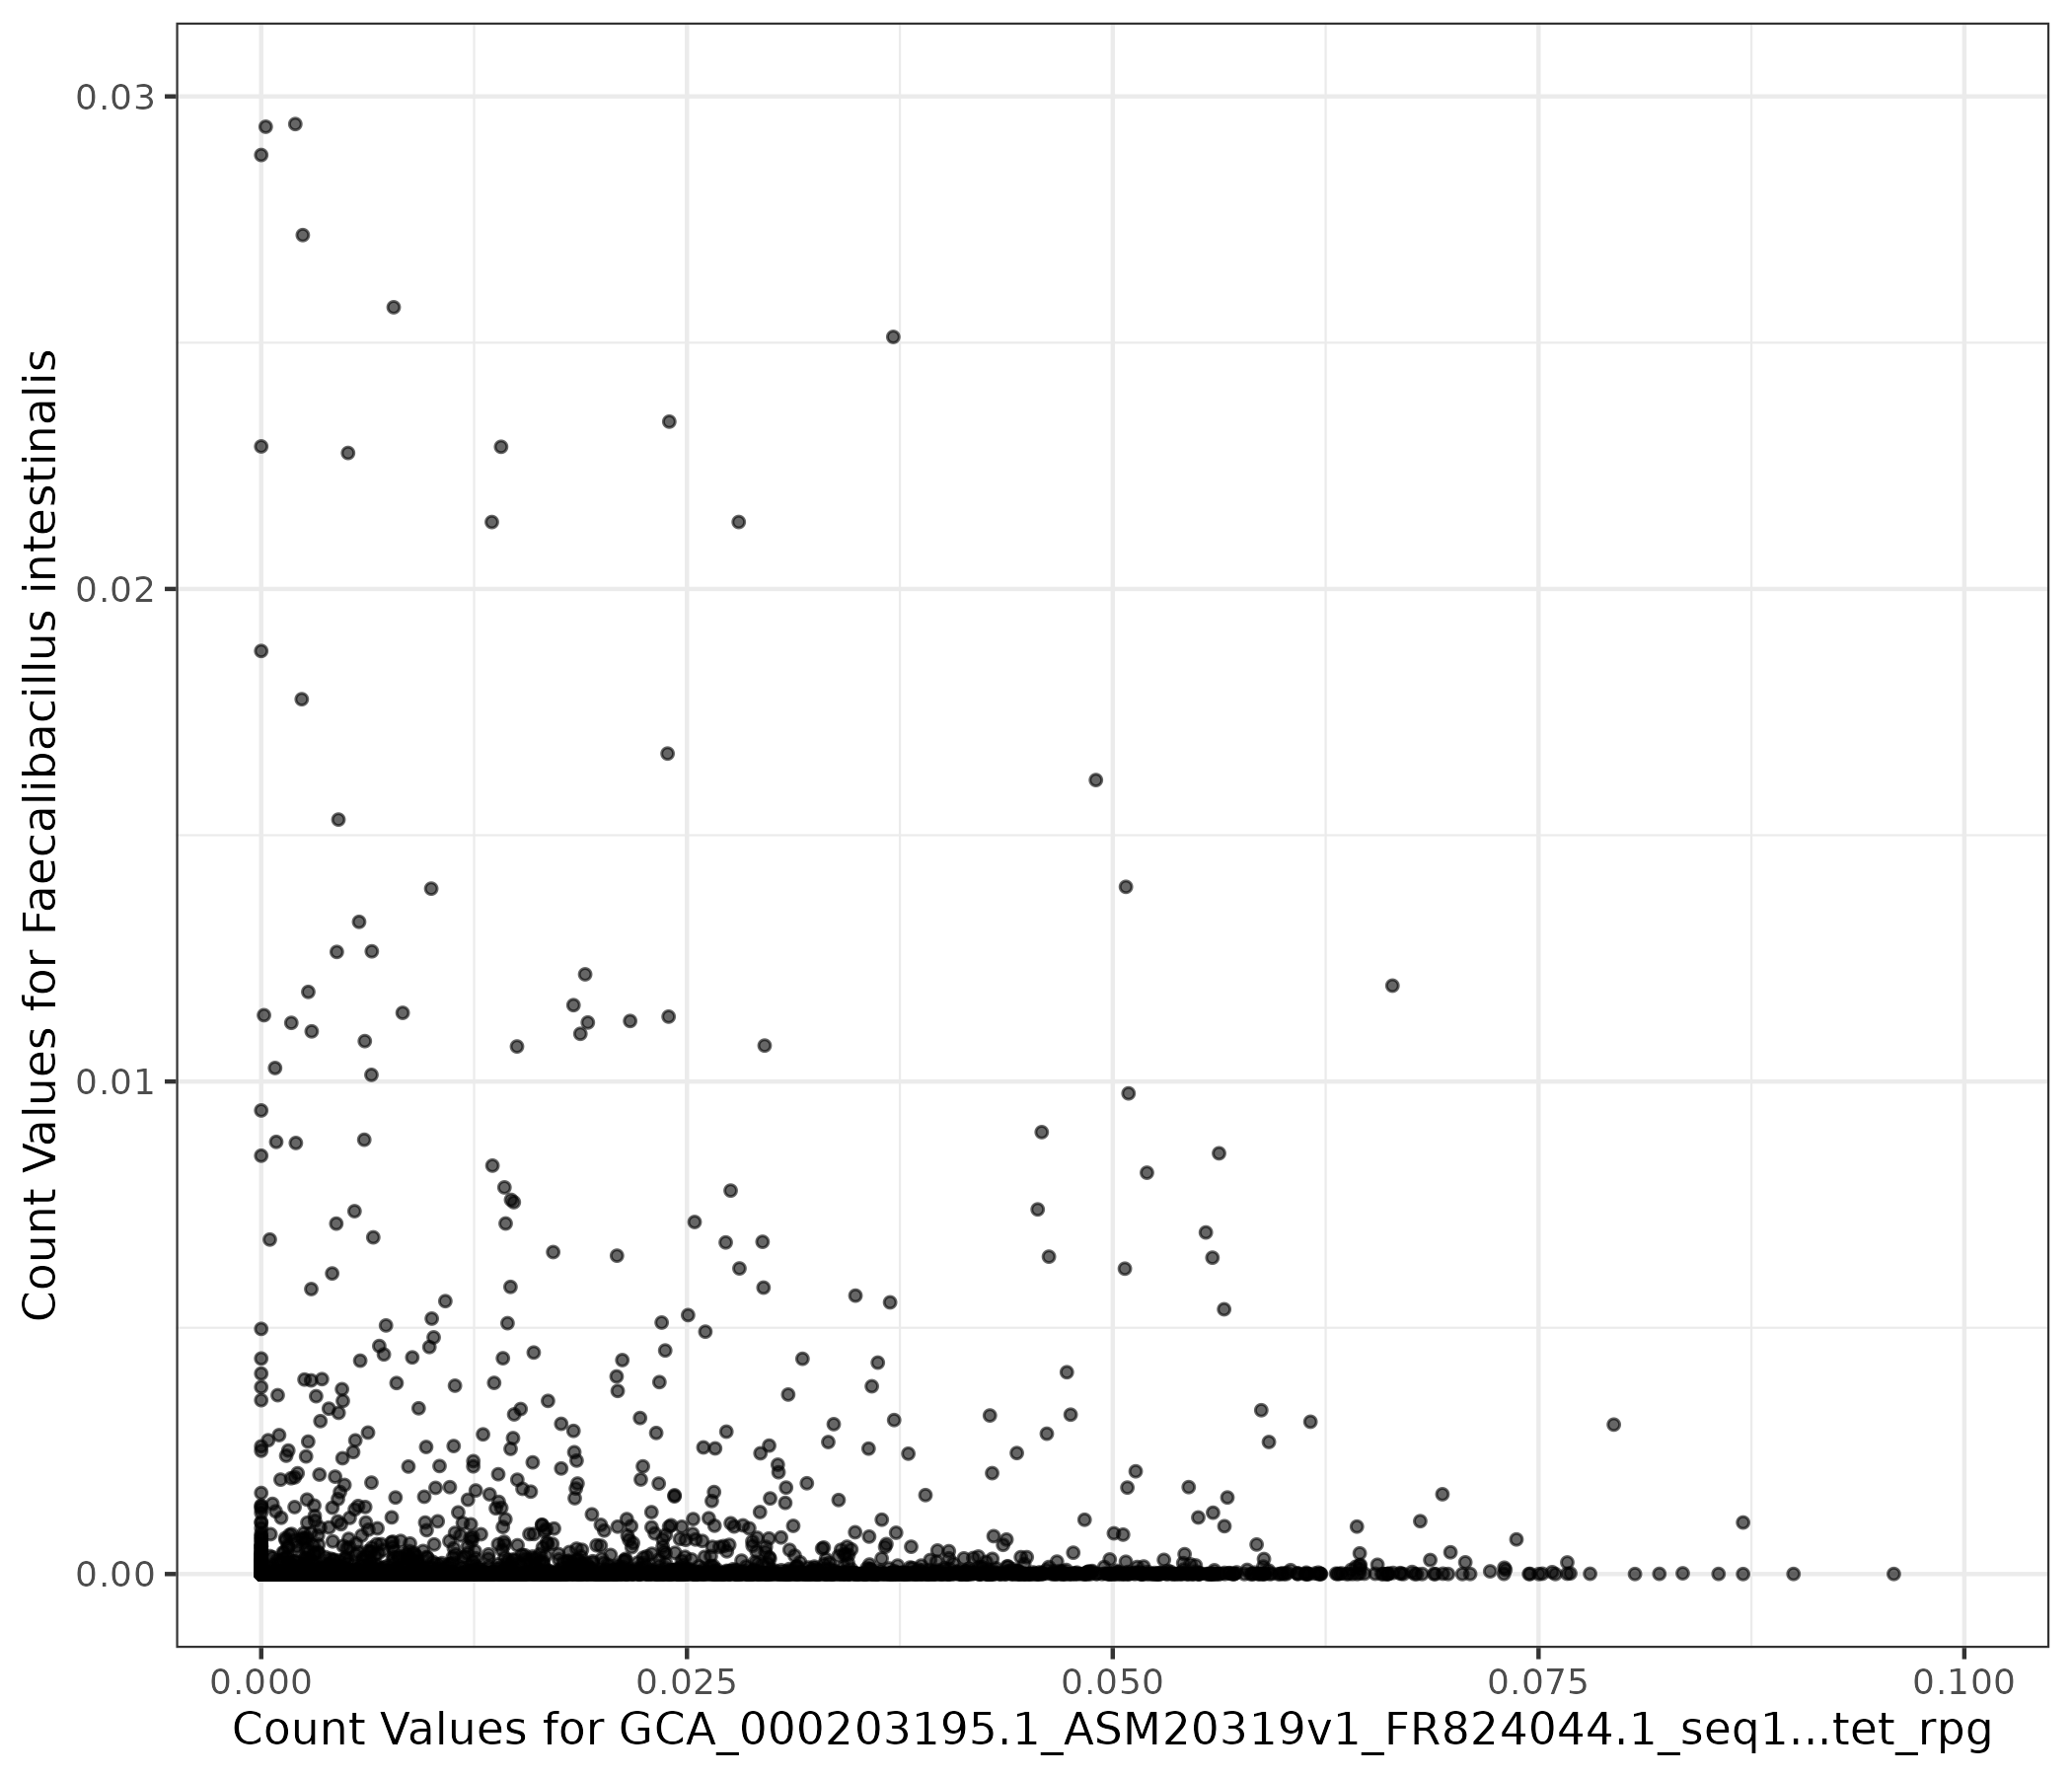 Count Values for Faecalibacillus intestinalis
0.03
0.02
0.01
0.00
0.000 0.025 0.050 0.075 0.100
Count Values for GCA_000203195.1_ASM20319v1_FR824044.1_seq1...tet_rpg